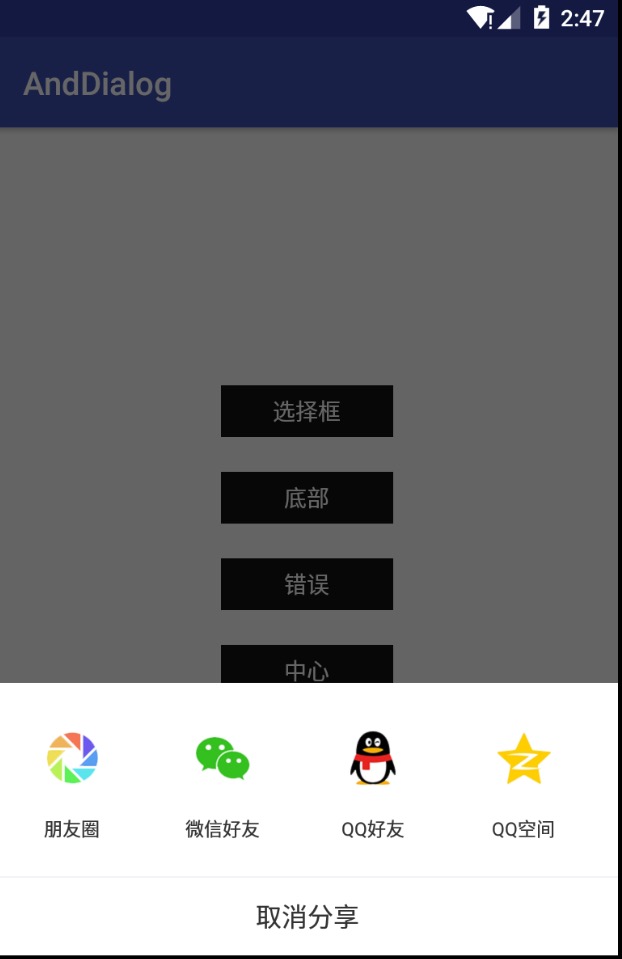 2:47
AndDialog
选择框
底部
错误
中心
朋友圈 微信好友 QQ好友 QQ空间
取消分享